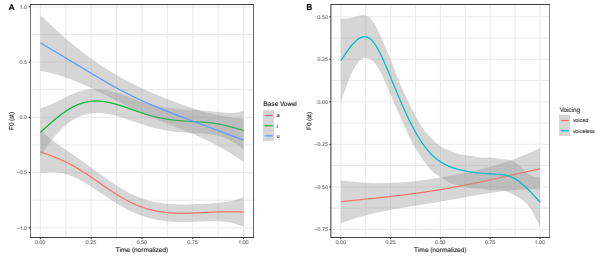 A
F0 (st)
1.0
0.5
0.0
−0.5
−1.0
0.00
0.25
0.50
0.75
1.00
Time (normalized)
Base Vowel
a
i
u
B
F0 (st)
0.50
0.25
0.00
−0.25
−0.50
−0.75
0.00
0.25
0.50
0.75
1.00
Time (normalized)
Voicing
voiced
voiceless